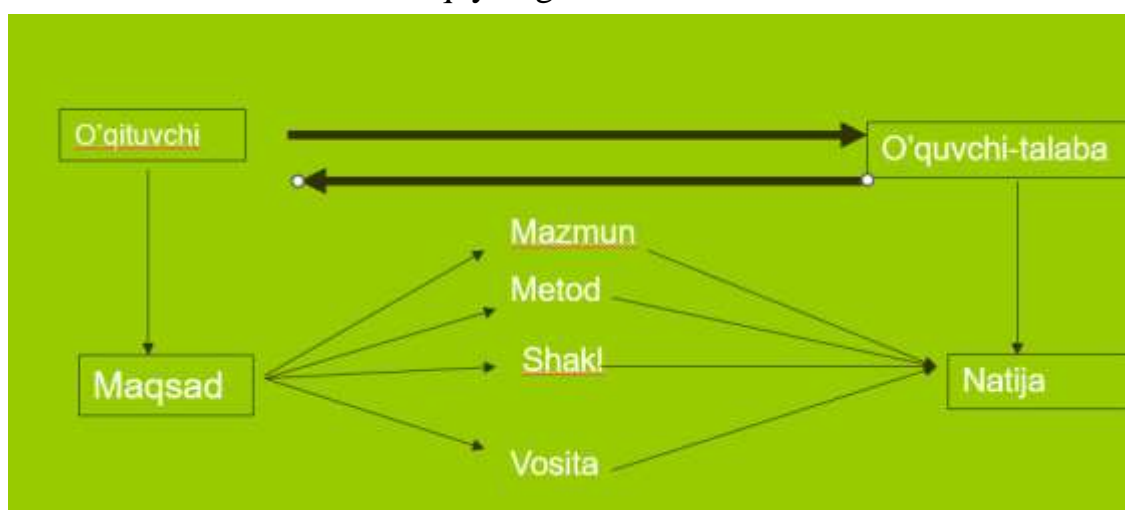 O'qituvchi
O'quvchi-talaba
Mazmun
Metod
Shakl
Maqsad
Natija
Vosita